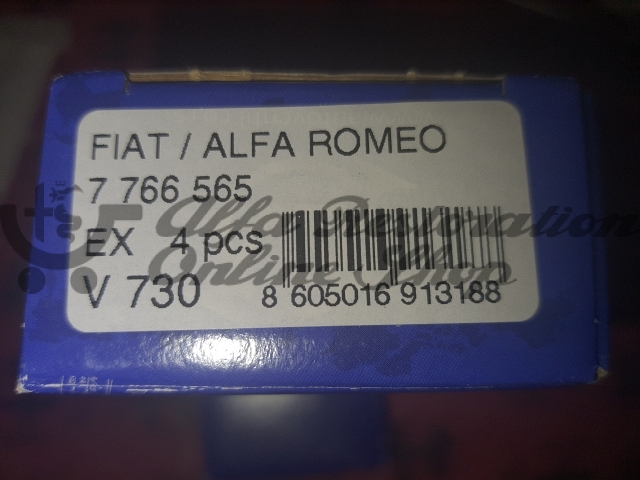 FIAT / ALFA ROMEO
7 766 565
EX 4 pcs
V 730
8 605016 913188
Alfa Restoration
Online Shop